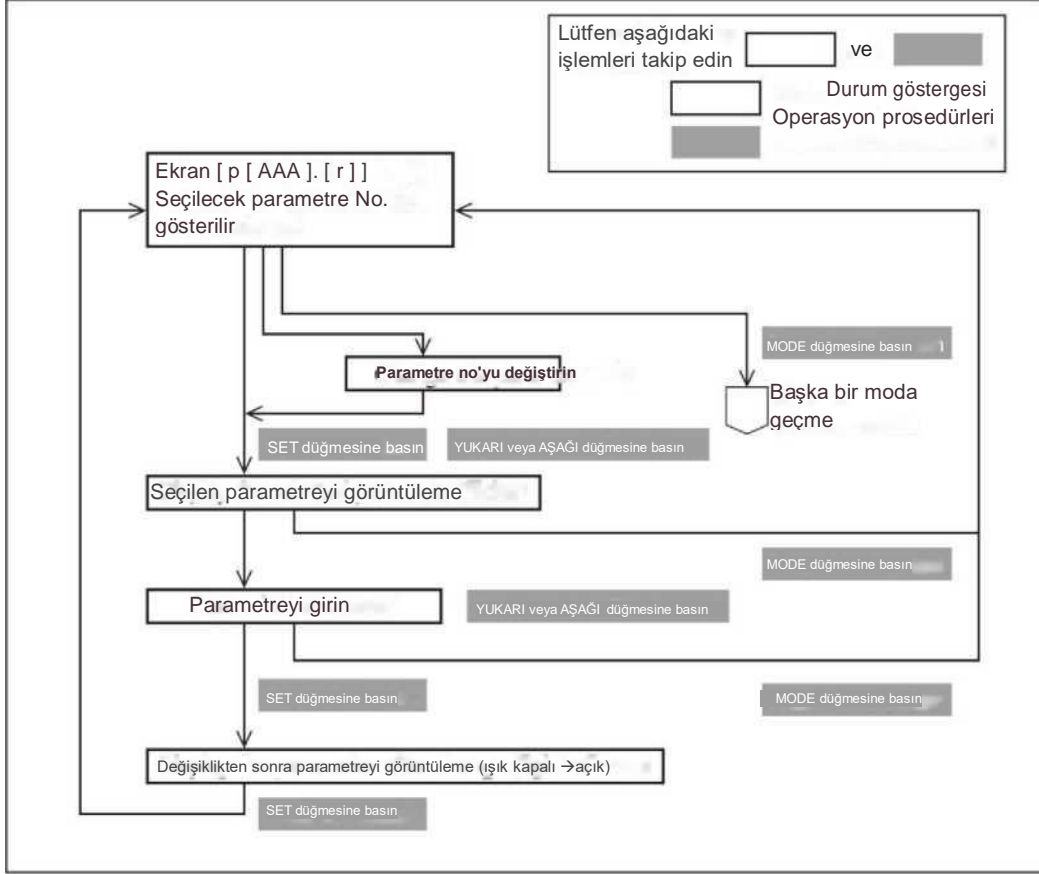 Lütfen aşağıdaki
işlemleri takip edin
ve
Durum göstergesi
Operasyon prosedürleri
Ekran [ p [ AAA ]. [ r ] ]
Seçilecek parametre No.
gösterilir
MODE düğmesine basın
Parametre no'yu değiştirin
Başka bir moda
geçme
SET düğmesine basın
YUKARI veya AŞAĞI düğmesine basın
Seçilen parametreyi görüntüleme
MODE düğmesine basın
Parametreyi girin
YUKARI veya AŞAĞI düğmesine basın
SET düğmesine basın
MODE düğmesine basın
Değişiklikten sonra parametreyi görüntüleme (ışık kapalı →açık)
SET düğmesine basın